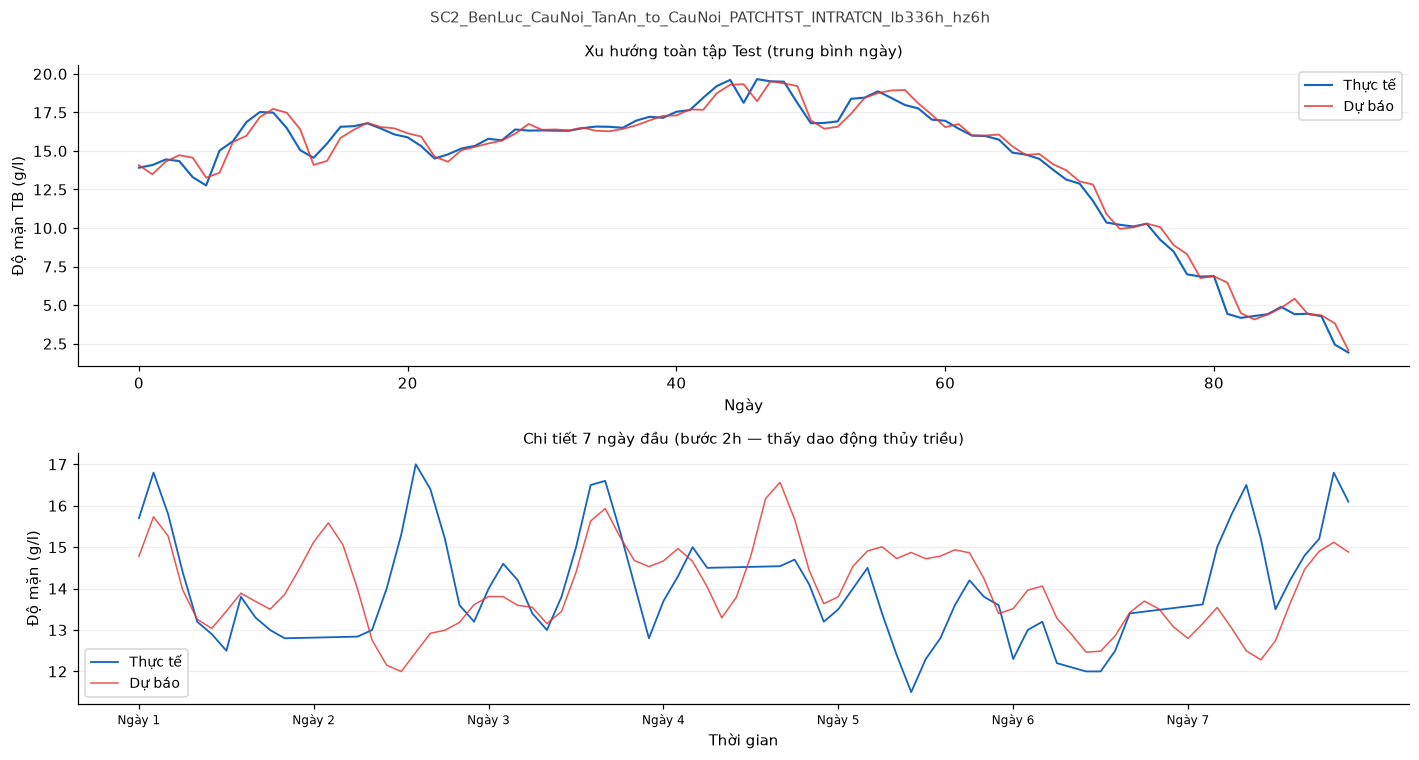 SC2_BenLuc_CauNoi_TanAn_to_CauNoi_PATCHTST_INTRATCN_lb336h_hz6h
Xu hướng toàn tập Test (trung bình ngày)
Độ mặn TB (g/l)
20.0
17.5
15.0
12.5
10.0
7.5
5.0
2.5
Thực tế
Dự báo
0
20
40
60
80
Ngày
Chi tiết 7 ngày đầu (bước 2h — thấy dao động thủy triều)
Độ mặn (g/l)
17
16
15
14
13
12
Thực tế
Dự báo
Ngày 1
Ngày 2
Ngày 3
Ngày 4
Ngày 5
Ngày 6
Ngày 7
Thời gian